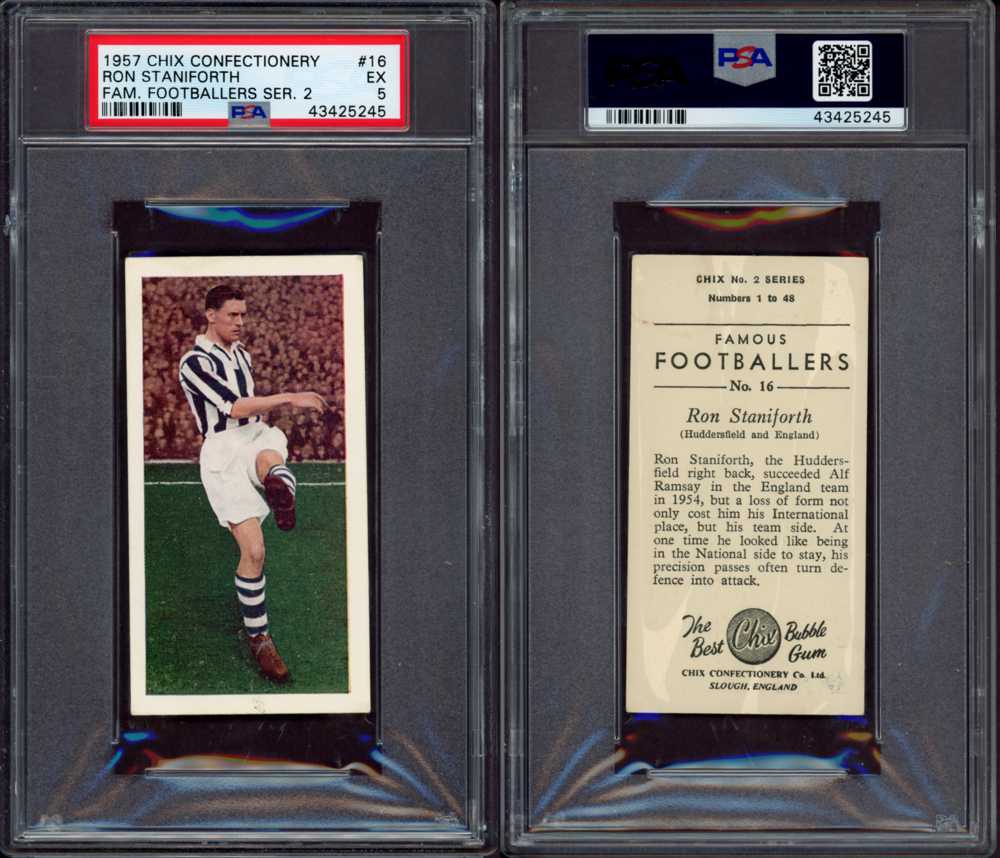 1957 CHIX CONFECTIONERY #16
RON STANIFORTH EX
FAM. FOOTBALLERS SER. 2 5
PSA 43425245
PSA
PSA
43425245
CHIX No. 2 SERIES
Numbers 1 to 48
FAMOUS
FOOTBALLERS
No. 16
Ron Staniforth
(Huddersfield and England)
Ron Staniforth, the Hudders-
field right back, succeeded Alf
Ramsay in the England team
in 1954, but a loss of form not
only cost him his International
place, but his team side. At
one time he looked like being
in the National side to stay, his
precision passes often turn de-
fence into attack.
The Best Chix Bubble Gum
CHIX CONFECTIONERY Co. Ltd.
SLOUGH, ENGLAND